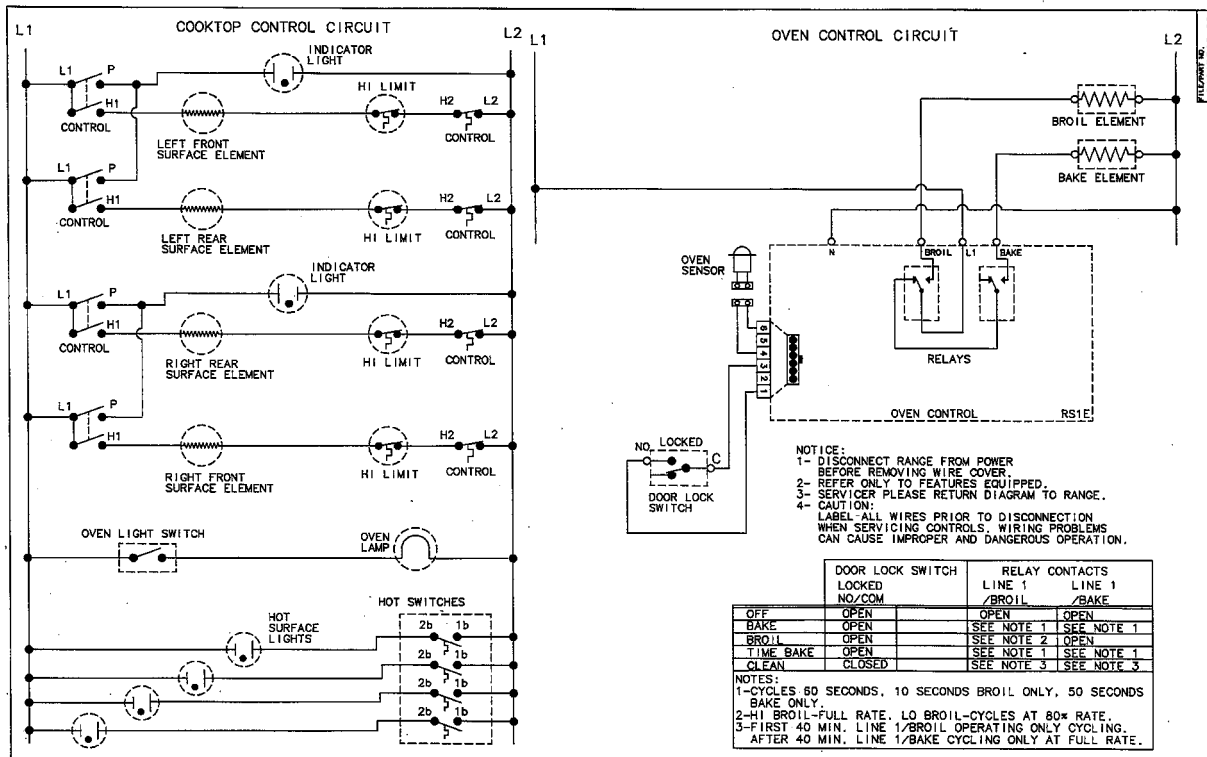 COOKTOP CONTROL CIRCUIT
L1
L2
INDICATOR
LIGHT
L1 P
H1
CONTROL
LEFT FRONT
SURFACE ELEMENT
HI LIMIT
H2 L2
CONTROL
L1 P
H1
CONTROL
LEFT REAR
SURFACE ELEMENT
HI LIMIT
H2 L2
CONTROL
INDICATOR
LIGHT
L1 P
H1
CONTROL
RIGHT REAR
SURFACE ELEMENT
HI LIMIT
H2 L2
CONTROL
L1 P
H1
RIGHT FRONT
SURFACE ELEMENT
HI LIMIT
H2 L2
CONTROL
OVEN LIGHT SWITCH
OVEN
LAMP
HOT
SURFACE
LIGHTS
HOT SWITCHES
2b 1b
2b 1b
2b 1b
2b 1b
OVEN CONTROL CIRCUIT
L1
L2
FILE/PART NO.
BROIL ELEMENT
BAKE ELEMENT
N
BROIL
L1
BAKE
OVEN
SENSOR
RELAYS
6
5
4
3
2
1
OVEN CONTROL
RS1E
NO
LOCKED
C
DOOR LOCK
SWITCH
NOTICE:
1- DISCONNECT RANGE FROM POWER
BEFORE REMOVING WIRE COVER.
2- REFER ONLY TO FEATURES EQUIPPED.
3- SERVICER PLEASE RETURN DIAGRAM TO RANGE.
4- CAUTION:
LABEL ALL WIRES PRIOR TO DISCONNECTION
WHEN SERVICING CONTROLS. WIRING PROBLEMS
CAN CAUSE IMPROPER AND DANGEROUS OPERATION.
DOOR LOCK SWITCH RELAY CONTACTS
LOCKED LINE 1 LINE 1
NO/COM /BROIL /BAKE
OFF OPEN OPEN OPEN
BAKE OPEN SEE NOTE 1 SEE NOTE 1
BROIL OPEN SEE NOTE 2 OPEN
TIME BAKE OPEN SEE NOTE 1 SEE NOTE 1
CLEAN CLOSED SEE NOTE 3 SEE NOTE 3
NOTES:
1-CYCLES 60 SECONDS, 10 SECONDS BROIL ONLY, 50 SECONDS
BAKE ONLY.
2-HI BROIL-FULL RATE. LO BROIL-CYCLES AT 80% RATE.
3-FIRST 40 MIN. LINE 1/BROIL OPERATING ONLY CYCLING.
AFTER 40 MIN. LINE 1/BAKE CYCLING ONLY AT FULL RATE.